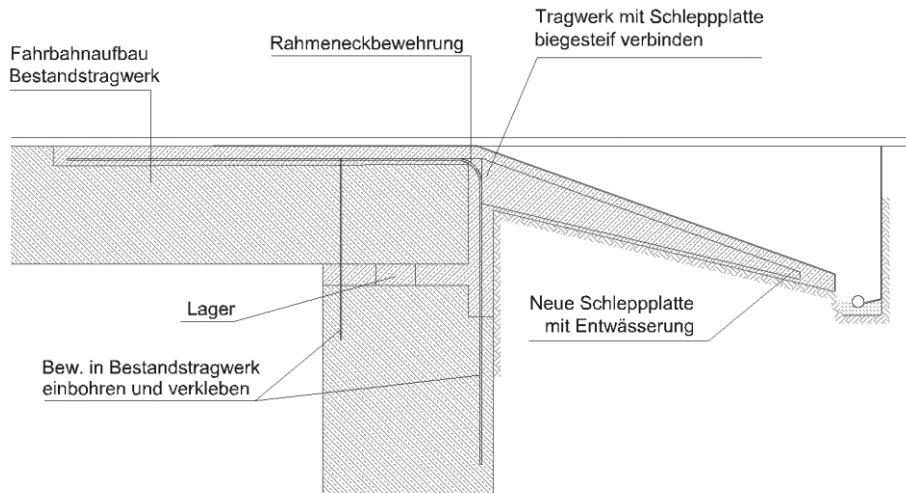 Tragwerk mit Schleppplatte
biegesteif verbinden
Rahmeneckbewehrung
Fahrbahnaufbau
Bestandstragwerk
Lager
Neue Schleppplatte
mit Entwässerung
Bew. in Bestandstragwerk
einbohren und verkleben